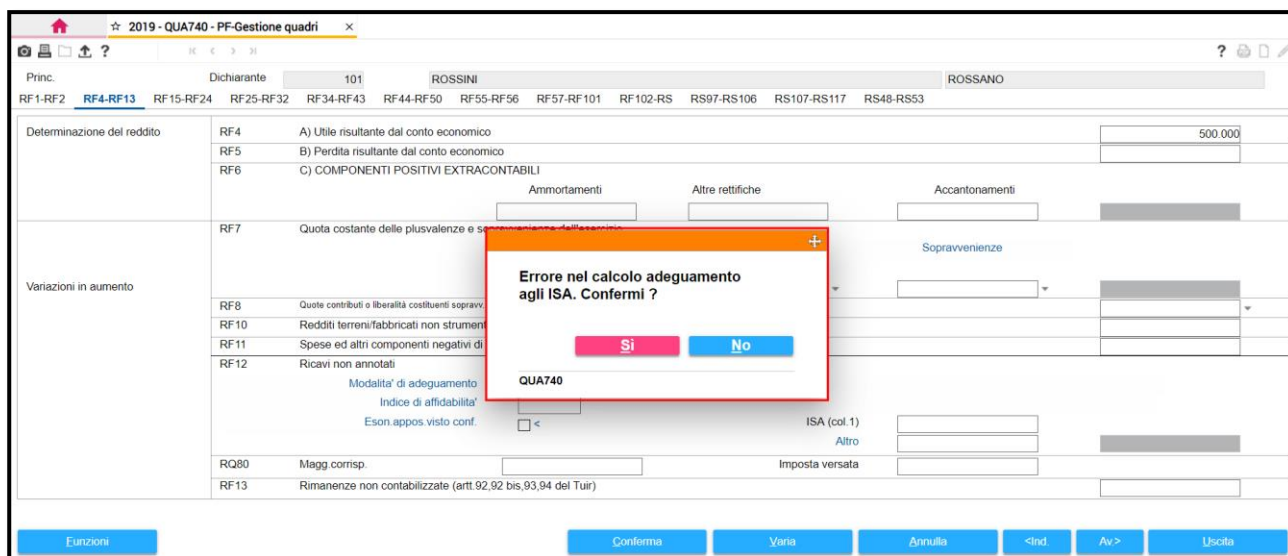 2019 - QUA740 - PF-Gestione quadri ×
? ?
Princ. Dichiarante 101 ROSSINI ROSSANO
RF1-RF2 RF4-RF13 RF15-RF24 RF25-RF32 RF34-RF43 RF44-RF50 RF55-RF56 RF57-RF101 RF102-RS RS97-RS106 RS107-RS117 RS48-RS53
Determinazione del reddito RF4 A) Utile risultante dal conto economico 500.000
RF5 B) Perdita risultante dal conto economico
RF6 C) COMPONENTI POSITIVI EXTRACONTABILI
Ammortamenti Altre rettifiche Accantonamenti
RF7 Quota costante delle plusvalenze e
Sopravvenienze
Variazioni in aumento
RF8 Quote contributi o liberalità costituenti sopravv.
RF10 Redditi terreni/fabbricati non strument
RF11 Spese ed altri componenti negativi di
RF12 Ricavi non annotati
Modalita' di adeguamento
Indice di affidabilita'
Eson.appos.visto conf. < ISA (col.1)
Altro
RQ80 Magg.corrisp. Imposta versata
RF13 Rimanenze non contabilizzate (artt.92,92 bis,93,94 del Tuir)
Errore nel calcolo adeguamento
agli ISA. Confermi ?
Si No
QUA740
Funzioni Conferma Varia Annulla <Ind. Av.> Uscita